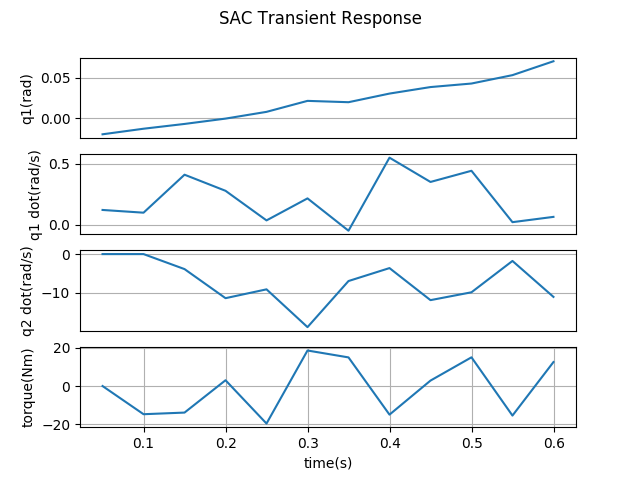 SAC Transient Response
q1(rad)
0.05
0.00
q1 dot(rad/s)
0.5
0.0
q2 dot(rad/s)
0
−10
torque(Nm)
20
0
−20
0.1 0.2 0.3 0.4 0.5 0.6
time(s)